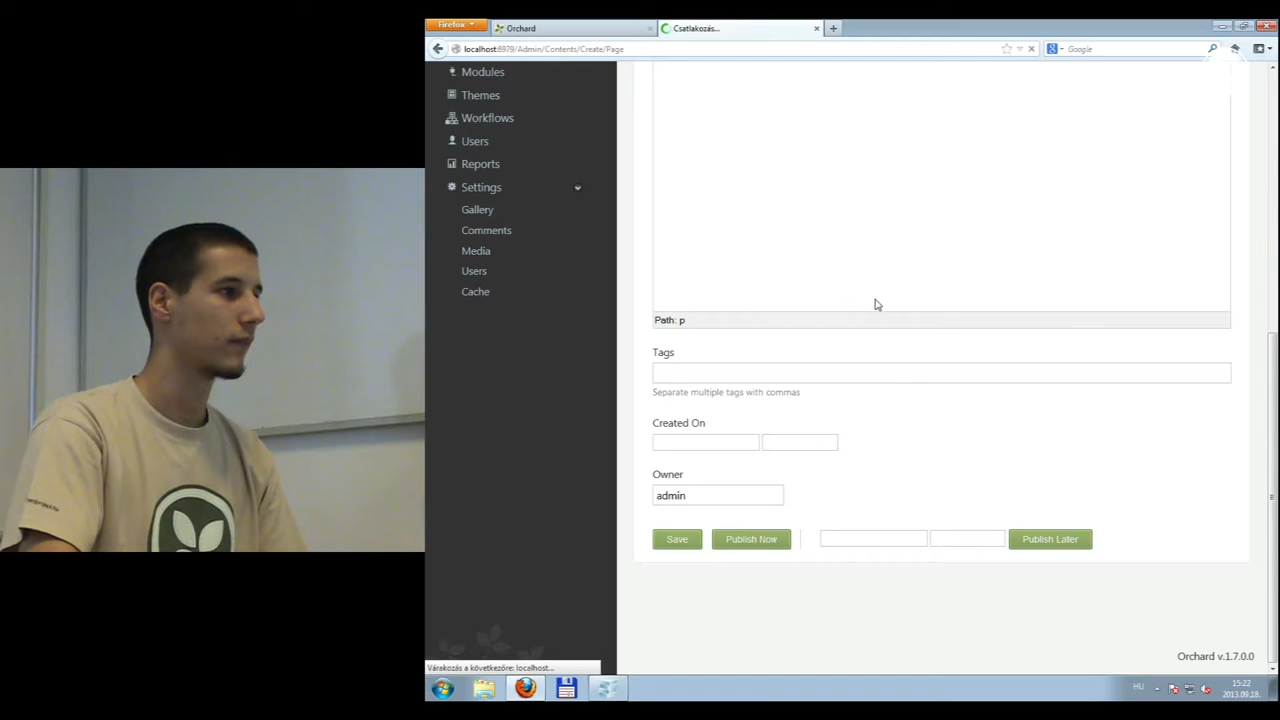 Firefox
Orchard
Csatlakozás...
localhost:8979/Admin/Contents/Create/Page
Google
Modules
Themes
Workflows
Users
Reports
Settings
Gallery
Comments
Media
Users
Cache
Path: p
Tags
Separate multiple tags with commas
Created On
Owner
admin
Save
Publish Now
Publish Later
Orchard v.1.7.0.0
Várakozás a következőre: localhost...
HU
15:22
2013.09.18.